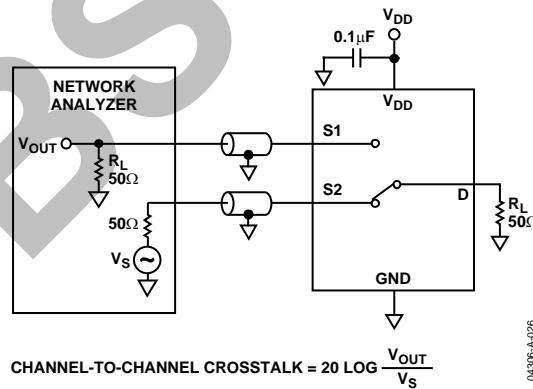 V_DD
0.1µF
NETWORK
ANALYZER
V_DD
V_OUT
S1
R_L
50Ω
S2
50Ω
D
R_L
50Ω
V_S
GND
CHANNEL-TO-CHANNEL CROSSTALK = 20 LOG V_OUT / V_S
04306-A-026
BS